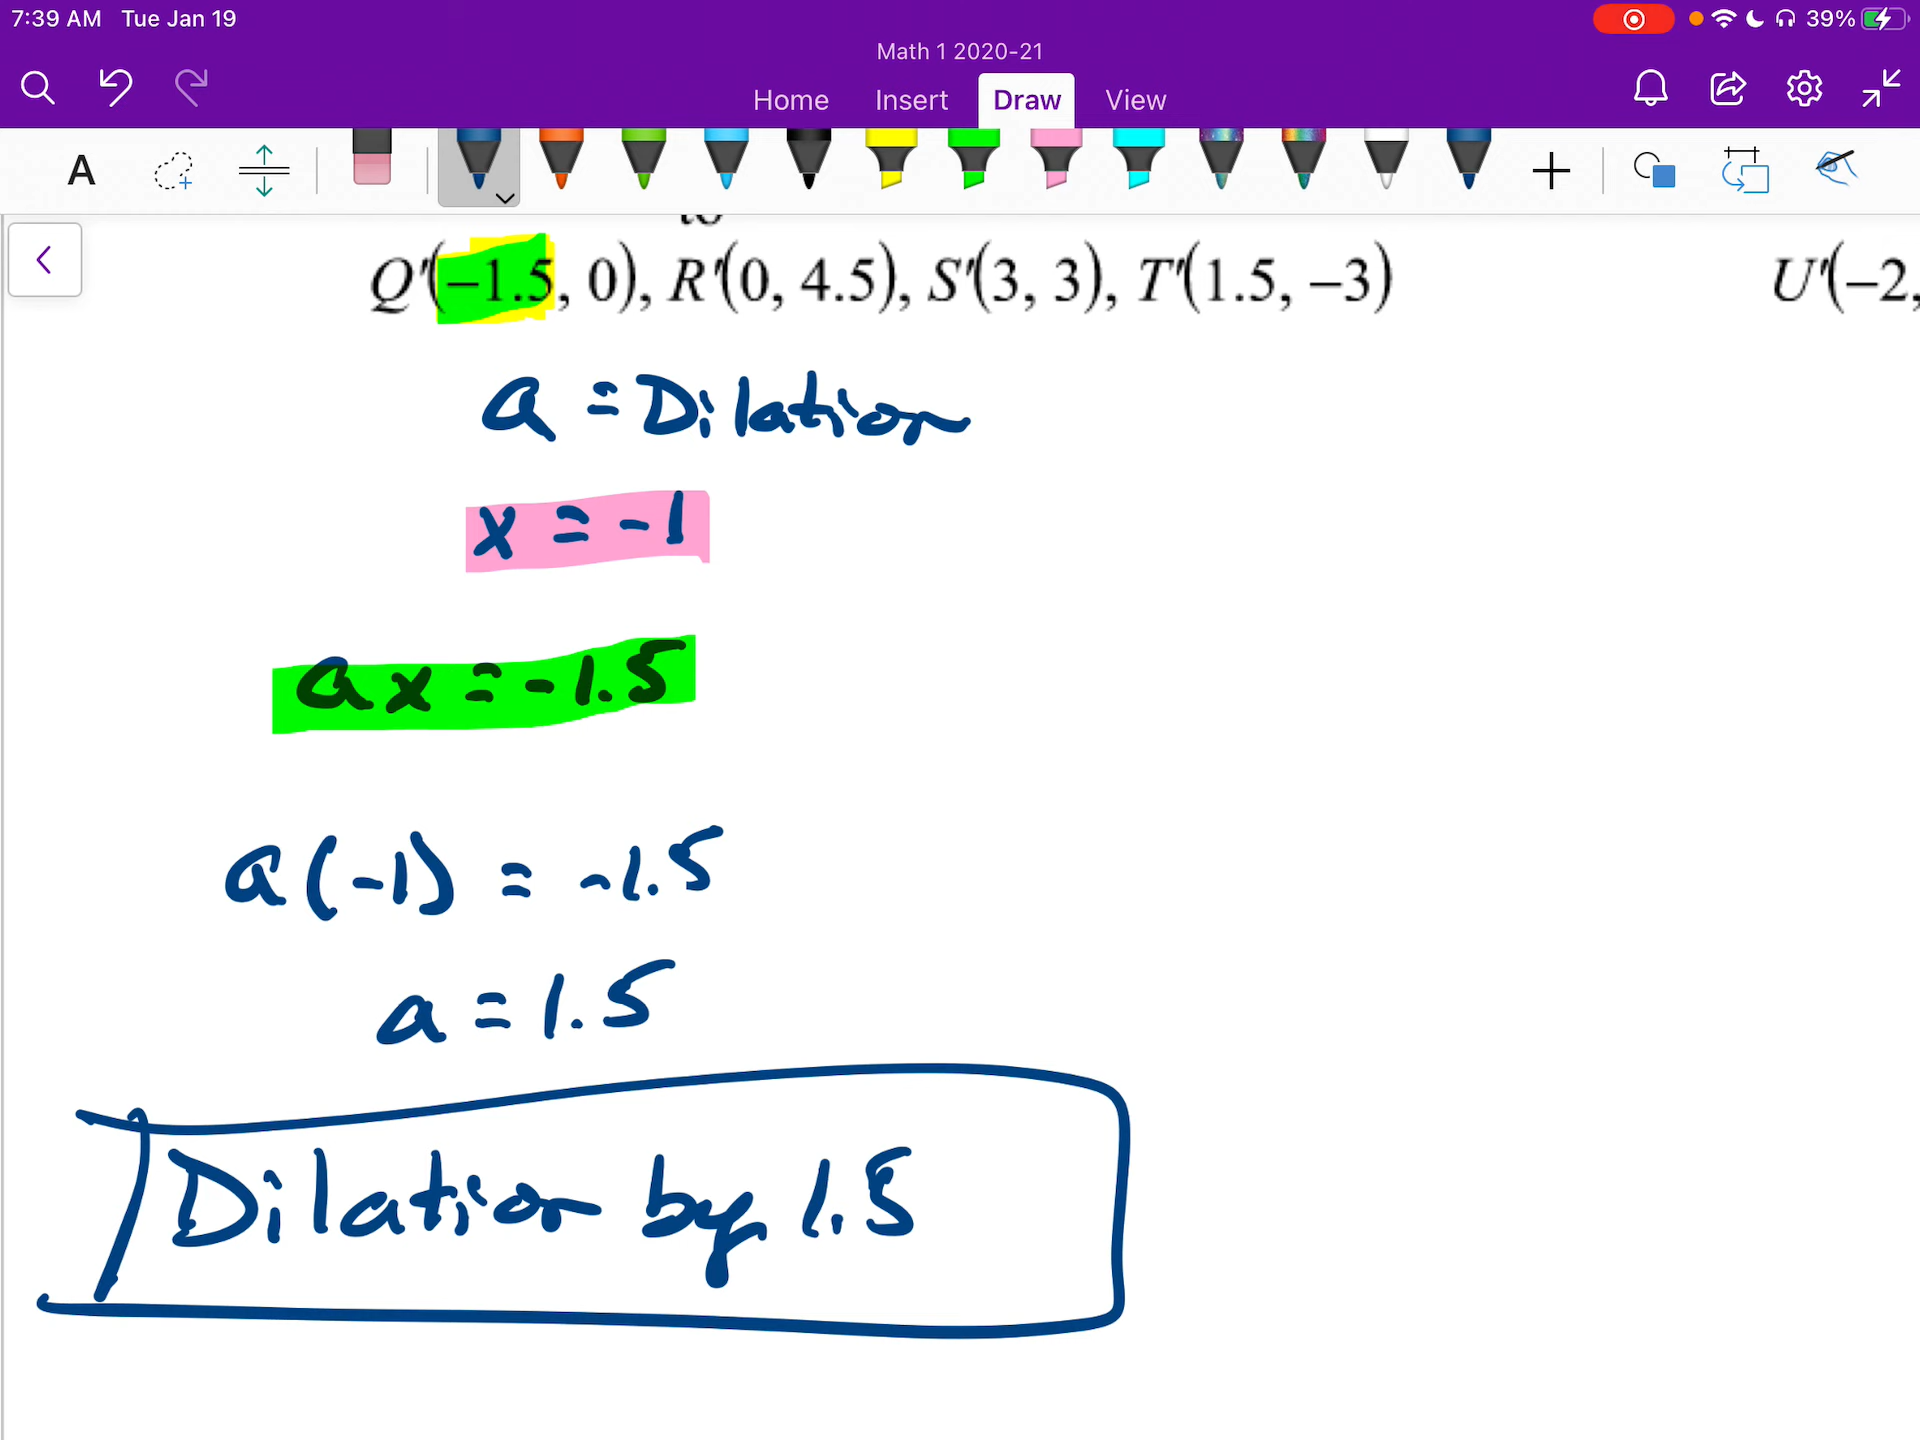 7:39 AM Tue Jan 19
39%
Math 1 2020-21
Home Insert Draw View
A
to
Q'(−1.5, 0), R'(0, 4.5), S'(3, 3), T'(1.5, −3)
U'(−2,
a = Dilation
x = -1
ax = -1.5
a(-1) = -1.5
a = 1.5
Dilation by 1.5